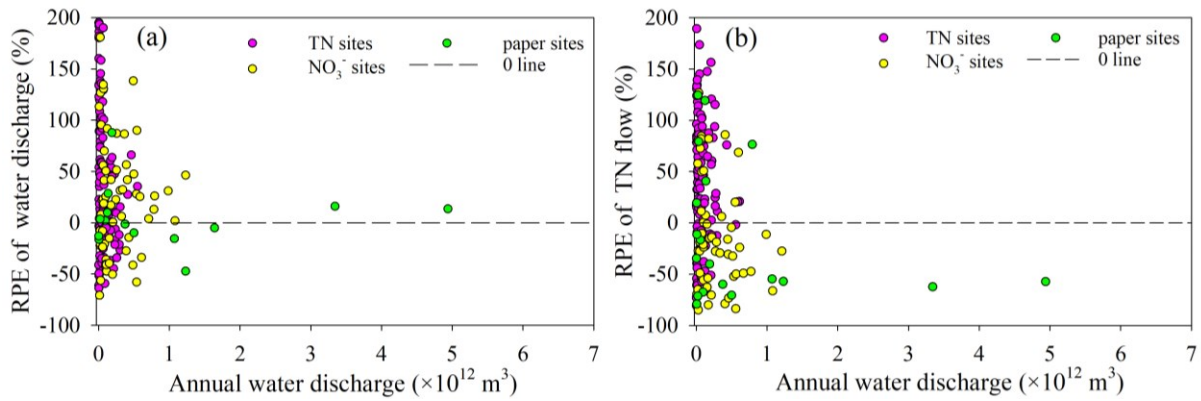 (a)
TN sites
NO₃⁻ sites
paper sites
0 line
200
150
100
50
0
-50
-100
RPE of water discharge (%)
0 1 2 3 4 5 6 7
Annual water discharge (×10¹² m³)
(b)
TN sites
NO₃⁻ sites
paper sites
0 line
200
150
100
50
0
-50
-100
RPE of TN flow (%)
0 1 2 3 4 5 6 7
Annual water discharge (×10¹² m³)